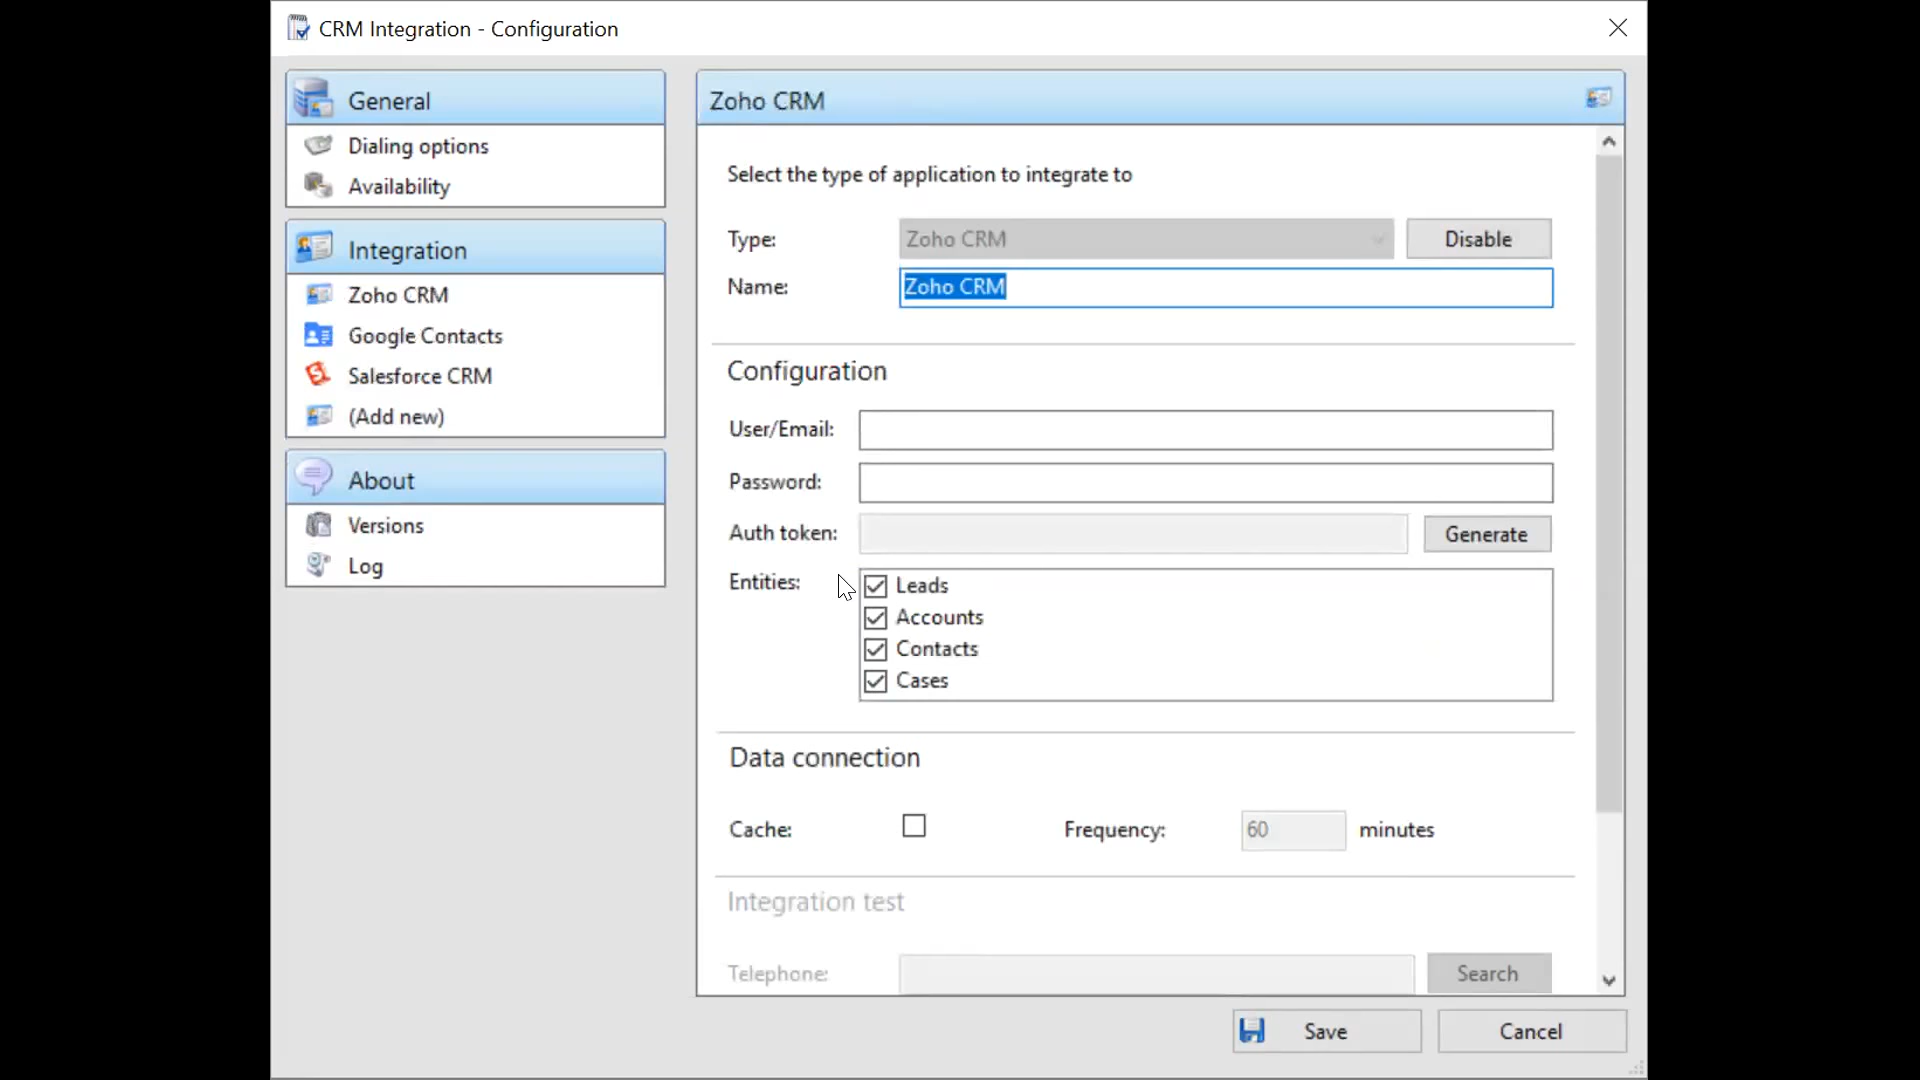 CRM Integration - Configuration
General
Dialing options
Availability
Integration
Zoho CRM
Google Contacts
Salesforce CRM
(Add new)
About
Versions
Log
Zoho CRM
Select the type of application to integrate to
Type: Zoho CRM Disable
Name: Zoho CRM
Configuration
User/Email:
Password:
Auth token: Generate
Entities: Leads
Accounts
Contacts
Cases
Data connection
Cache: Frequency: 60 minutes
Integration test
Telephone: Search
Save Cancel